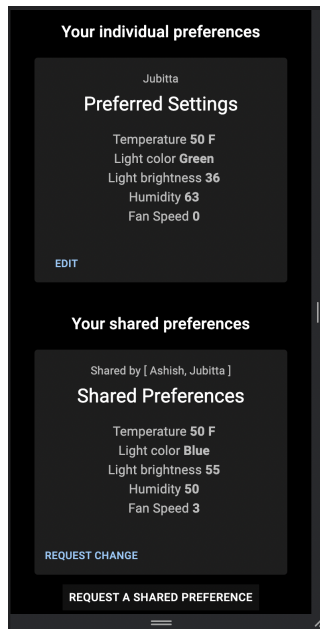 Your individual preferences
Jubitta
Preferred Settings
Temperature 50 F
Light color Green
Light brightness 36
Humidity 63
Fan Speed 0
EDIT
Your shared preferences
Shared by [ Ashish, Jubitta ]
Shared Preferences
Temperature 50 F
Light color Blue
Light brightness 55
Humidity 50
Fan Speed 3
REQUEST CHANGE
REQUEST A SHARED PREFERENCE